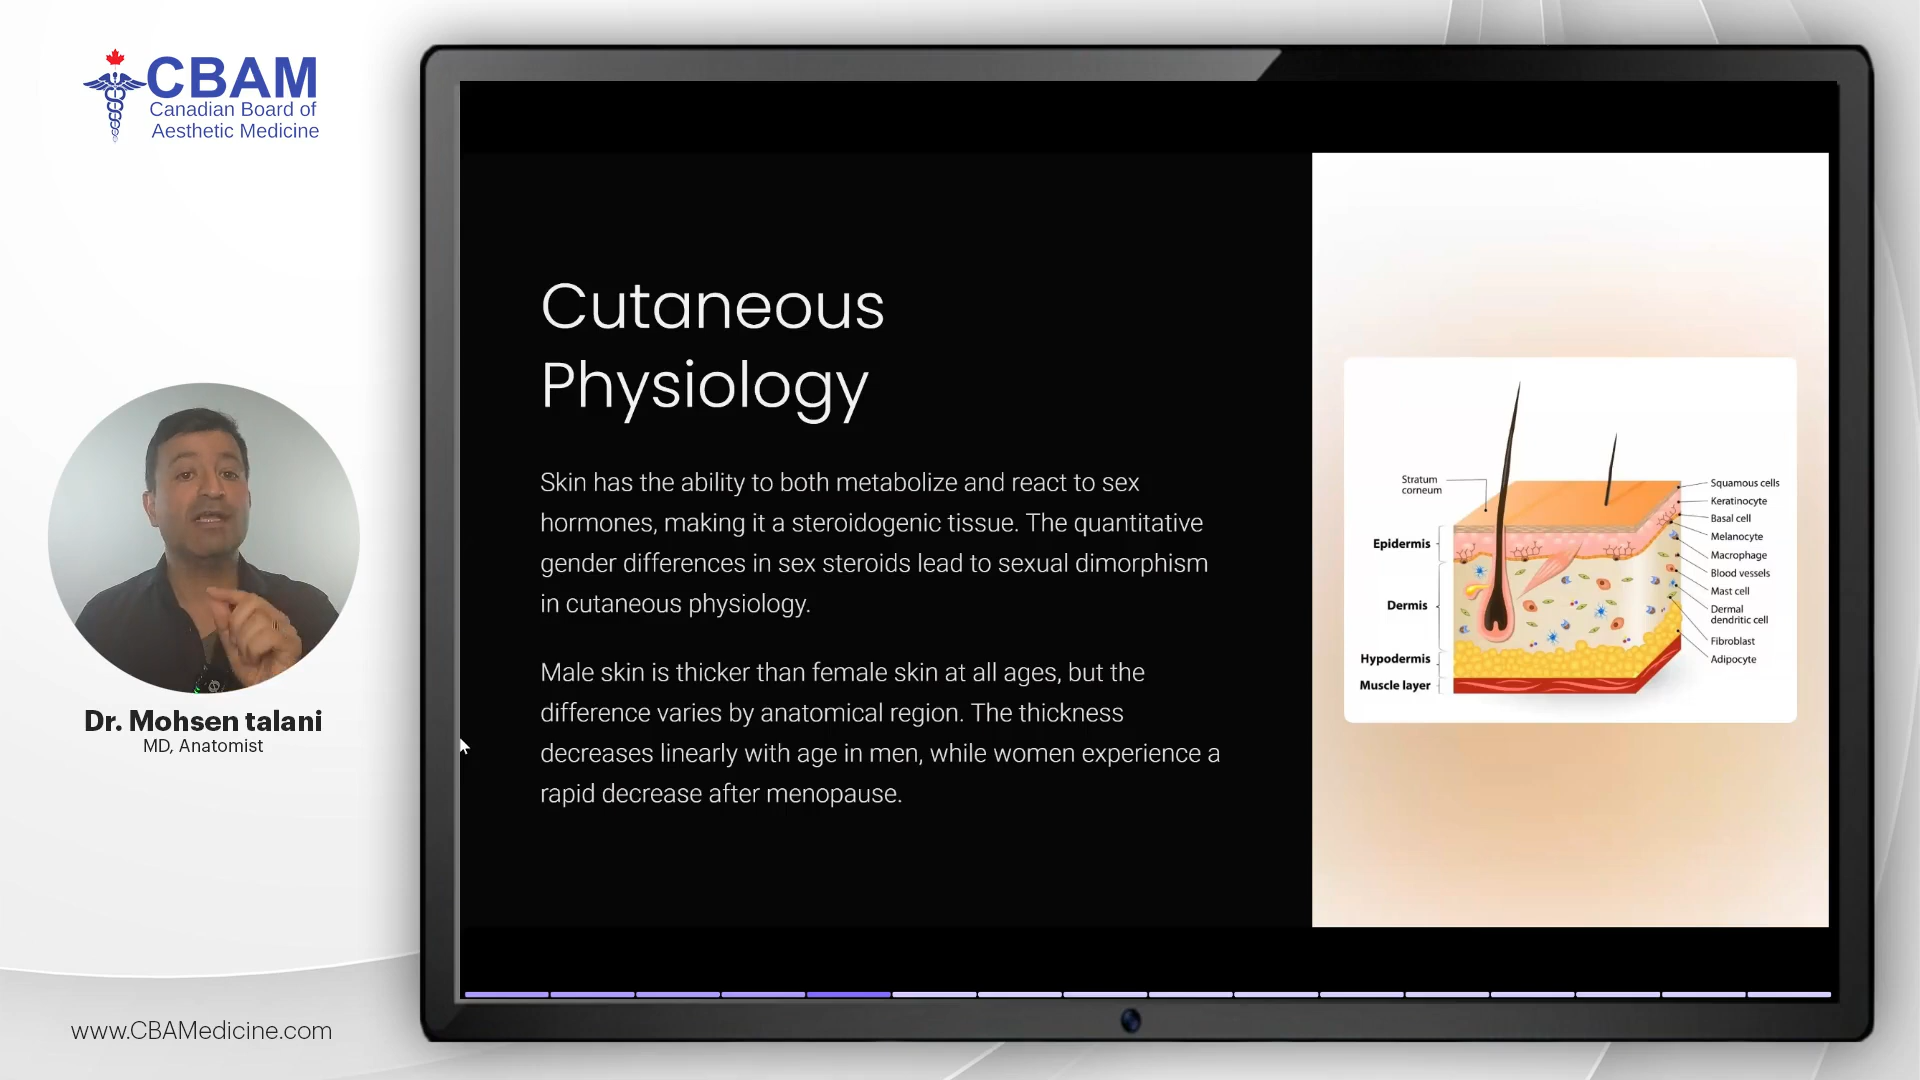 CBAM
Canadian Board of
Aesthetic Medicine
Dr. Mohsen talani
MD, Anatomist
www.CBAMedicine.com
Cutaneous
Physiology
Skin has the ability to both metabolize and react to sex
hormones, making it a steroidogenic tissue. The quantitative
gender differences in sex steroids lead to sexual dimorphism
in cutaneous physiology.
Male skin is thicker than female skin at all ages, but the
difference varies by anatomical region. The thickness
decreases linearly with age in men, while women experience a
rapid decrease after menopause.
Stratum
corneum
Epidermis
Dermis
Hypodermis
Muscle layer
Squamous cells
Keratinocyte
Basal cell
Melanocyte
Macrophage
Blood vessels
Mast cell
Dermal
dendritic cell
Fibroblast
Adipocyte